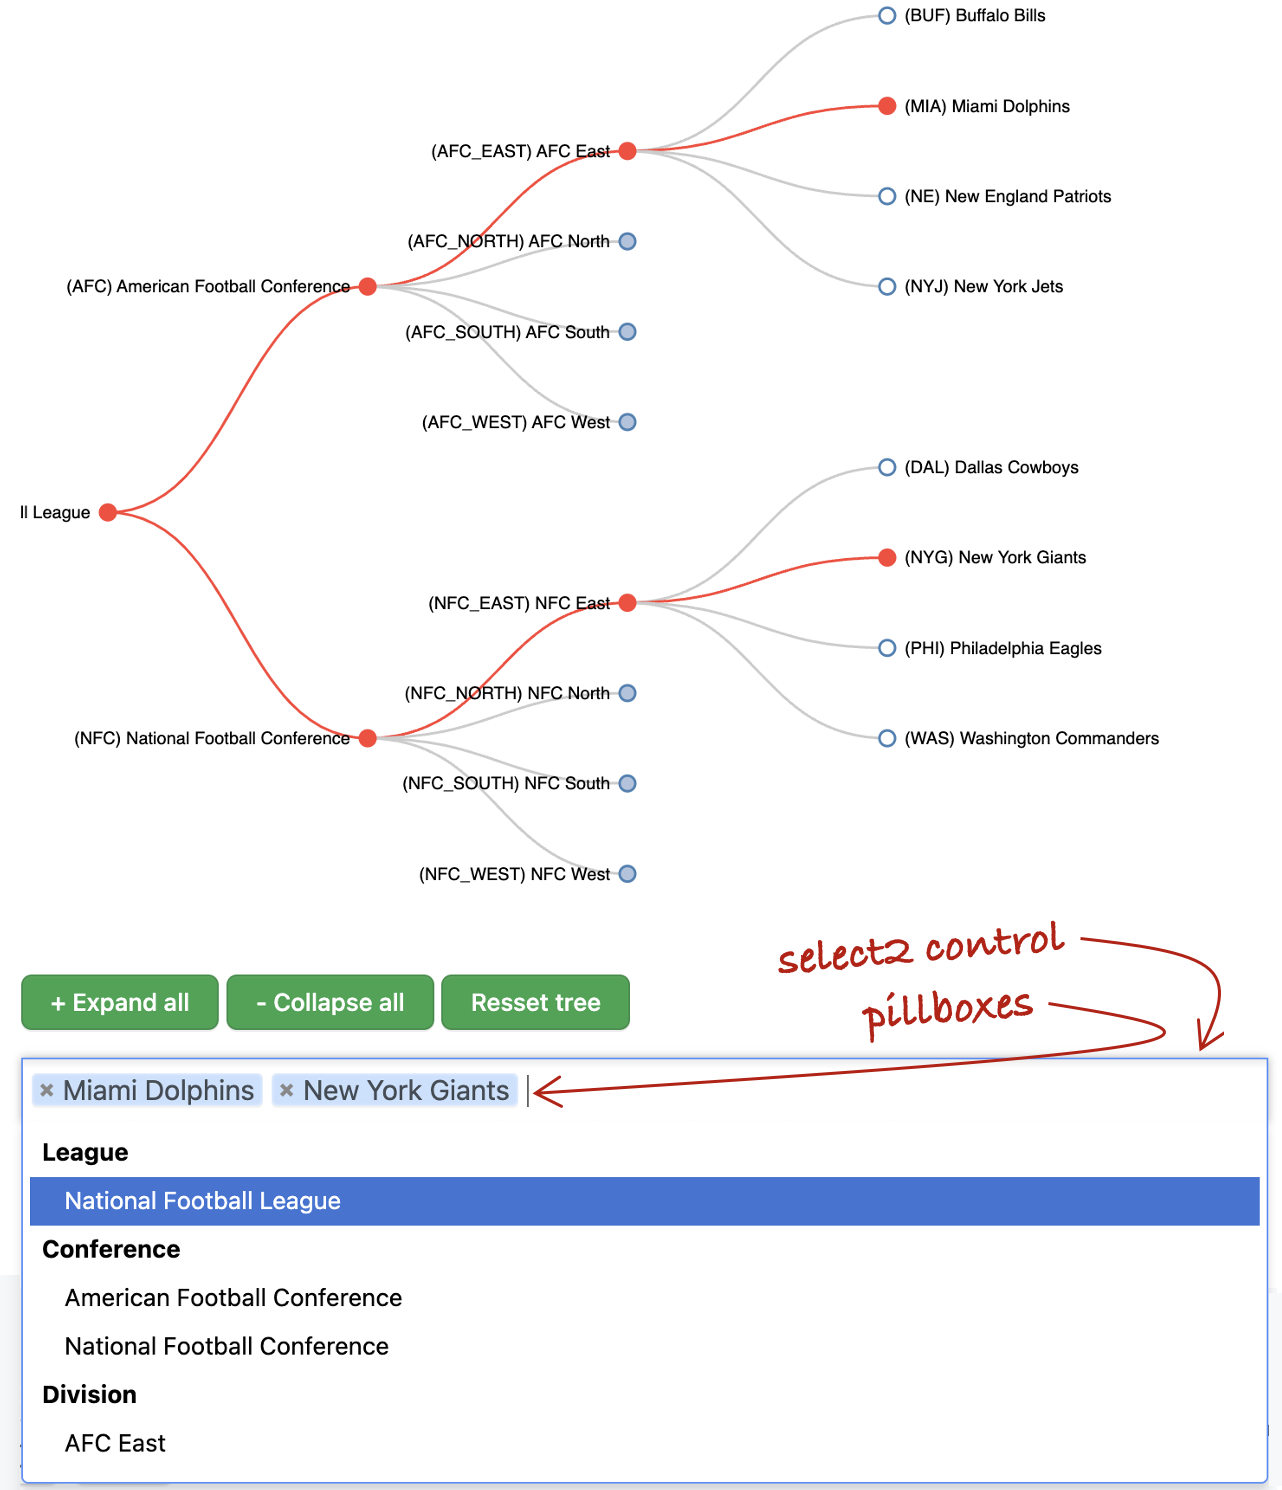 (BUF) Buffalo Bills
(MIA) Miami Dolphins
(AFC_EAST) AFC East
(NE) New England Patriots
(AFC_NORTH) AFC North
(AFC) American Football Conference
(NYJ) New York Jets
(AFC_SOUTH) AFC South
(AFC_WEST) AFC West
(DAL) Dallas Cowboys
ll League
(NYG) New York Giants
(NFC_EAST) NFC East
(PHI) Philadelphia Eagles
(NFC_NORTH) NFC North
(NFC) National Football Conference
(WAS) Washington Commanders
(NFC_SOUTH) NFC South
(NFC_WEST) NFC West
select2 control
pillboxes
+ Expand all
- Collapse all
Resset tree
× Miami Dolphins × New York Giants
League
National Football League
Conference
American Football Conference
National Football Conference
Division
AFC East